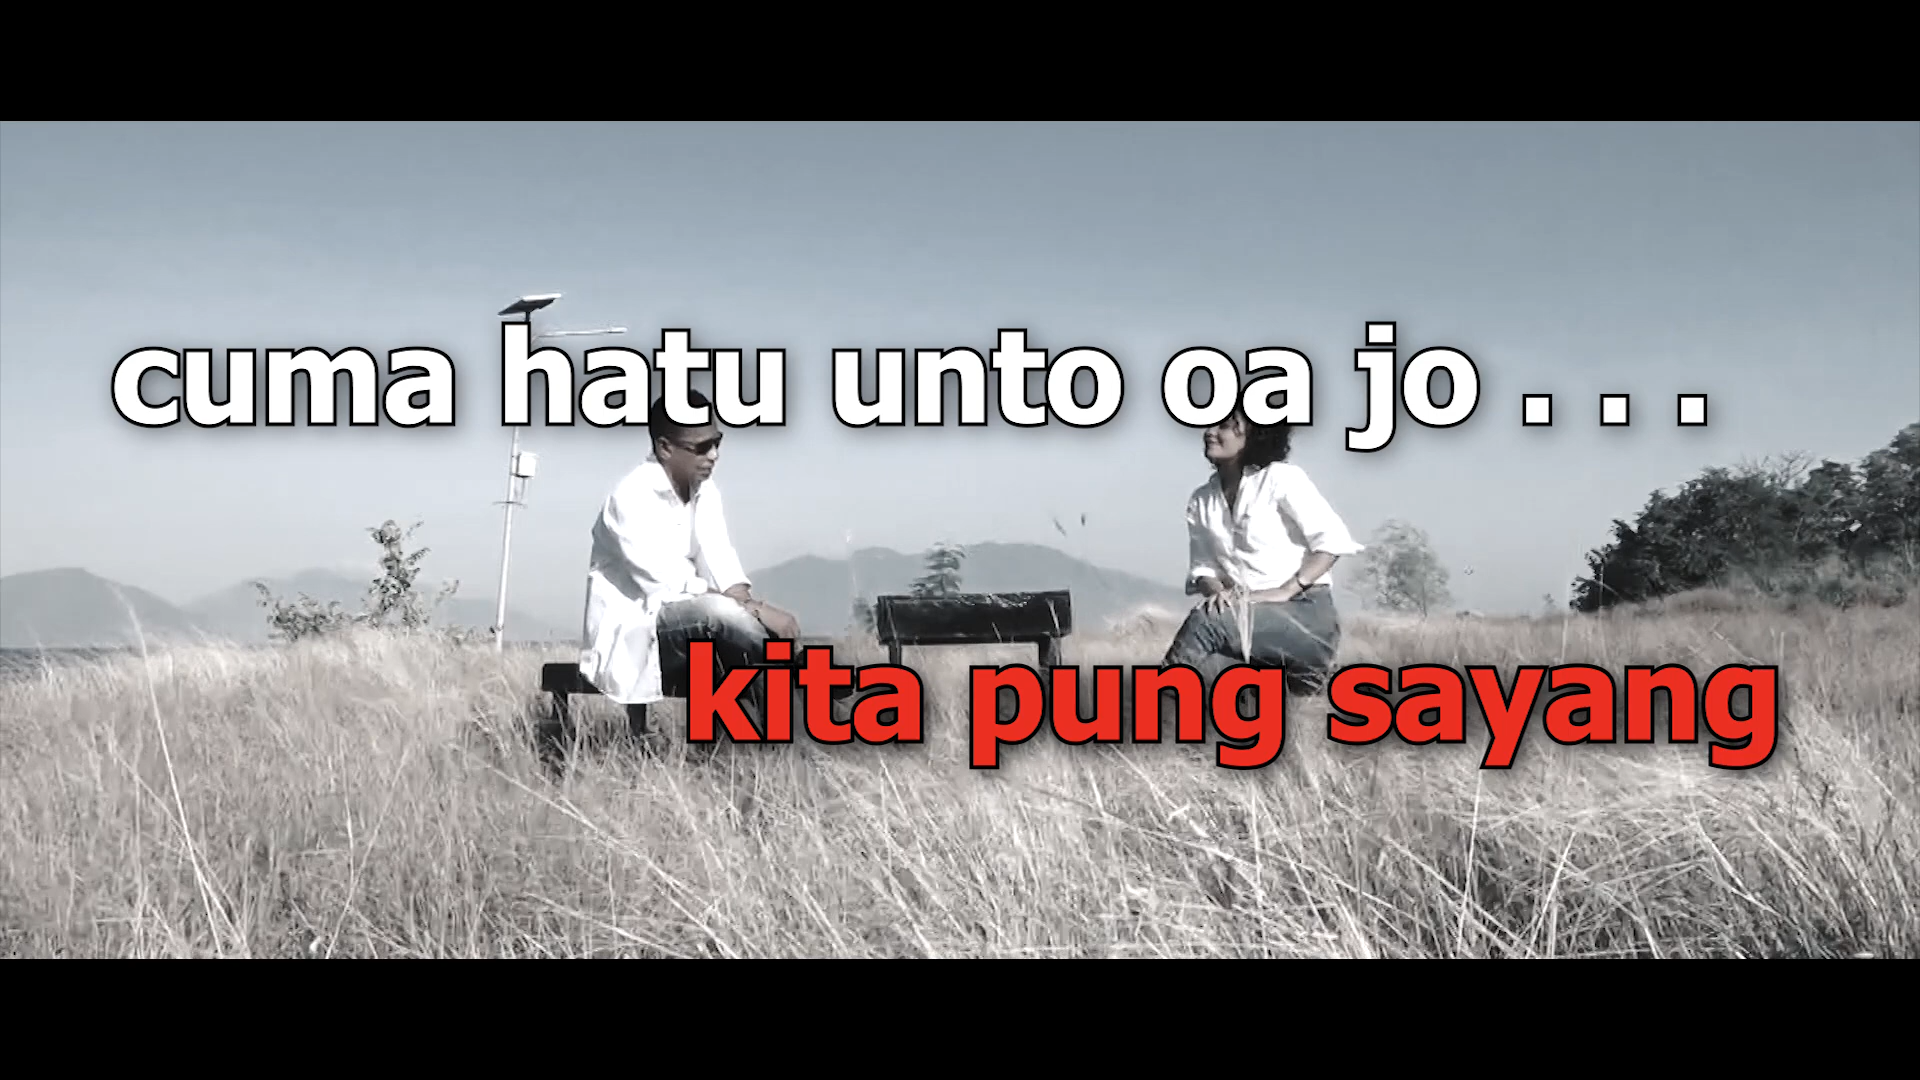 cuma hatu unto oa jo . . .
kita pung sayang